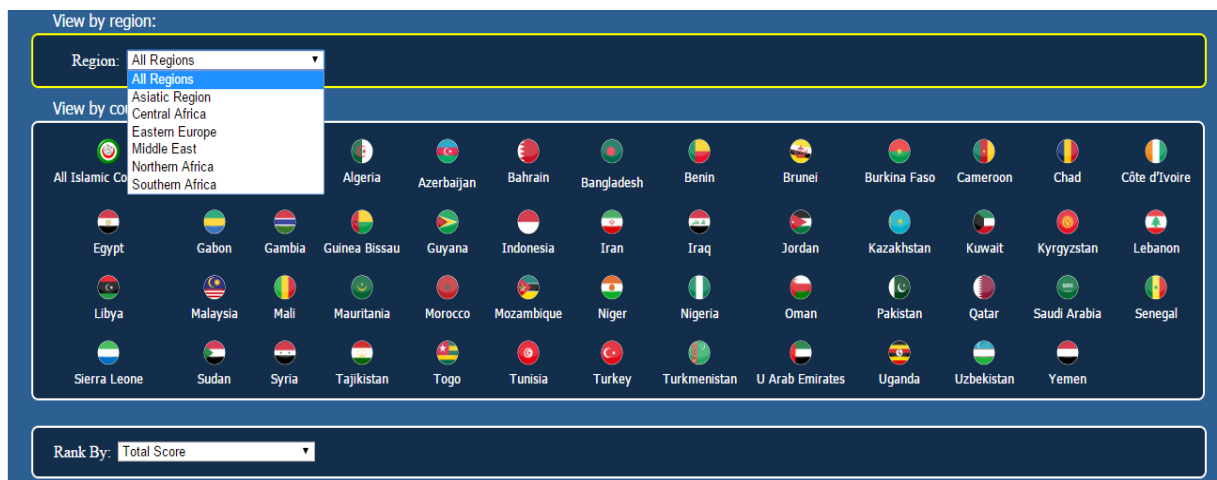 View by region:
Region: All Regions
All Regions
Asiatic Region
Central Africa
Eastern Europe
Middle East
Northern Africa
Southern Africa
View by cou
All Islamic Co Algeria Azerbaijan Bahrain Bangladesh Benin Brunei Burkina Faso Cameroon Chad Côte d'Ivoire
Egypt Gabon Gambia Guinea Bissau Guyana Indonesia Iran Iraq Jordan Kazakhstan Kuwait Kyrgyzstan Lebanon
Libya Malaysia Mali Mauritania Morocco Mozambique Niger Nigeria Oman Pakistan Qatar Saudi Arabia Senegal
Sierra Leone Sudan Syria Tajikistan Togo Tunisia Turkey Turkmenistan U Arab Emirates Uganda Uzbekistan Yemen
Rank By: Total Score